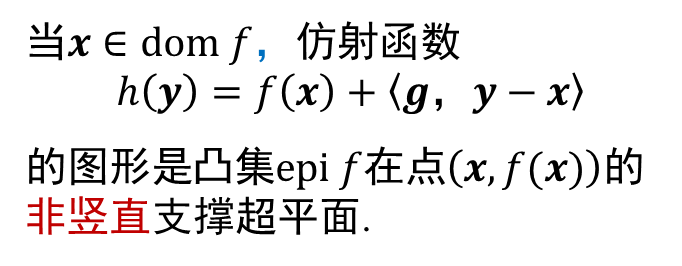 当𝒙 ∈ dom 𝑓，仿射函数
ℎ(𝒚) = 𝑓(𝒙) + ⟨𝒈，𝒚 − 𝒙⟩
的图形是凸集epi 𝑓在点(𝒙, 𝑓(𝒙))的
非竖直支撑超平面.